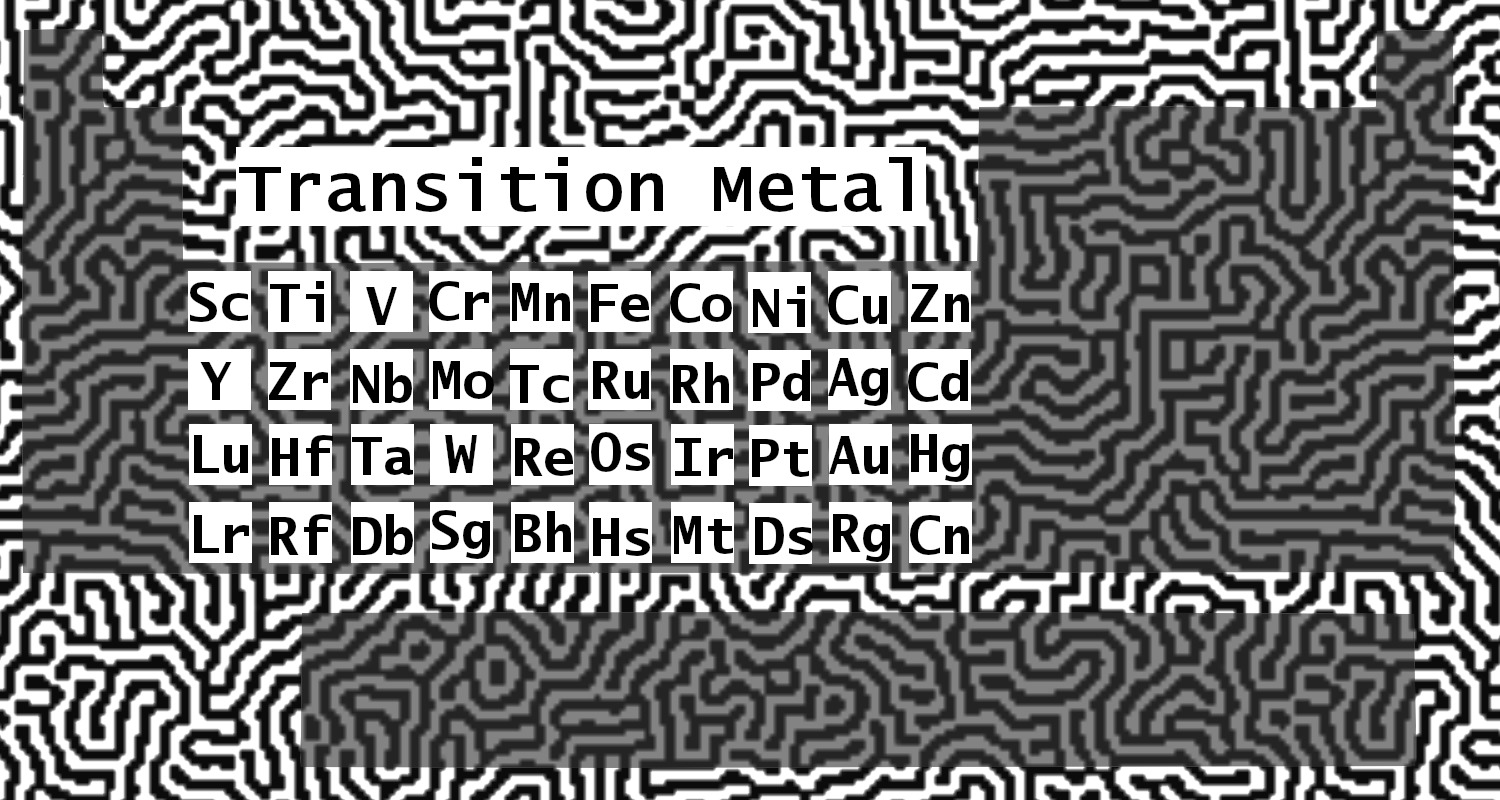 Transition Metal
Sc Ti V Cr Mn Fe Co Ni Cu Zn
Y Zr Nb Mo Tc Ru Rh Pd Ag Cd
Lu Hf Ta W Re Os Ir Pt Au Hg
Lr Rf Db Sg Bh Hs Mt Ds Rg Cn